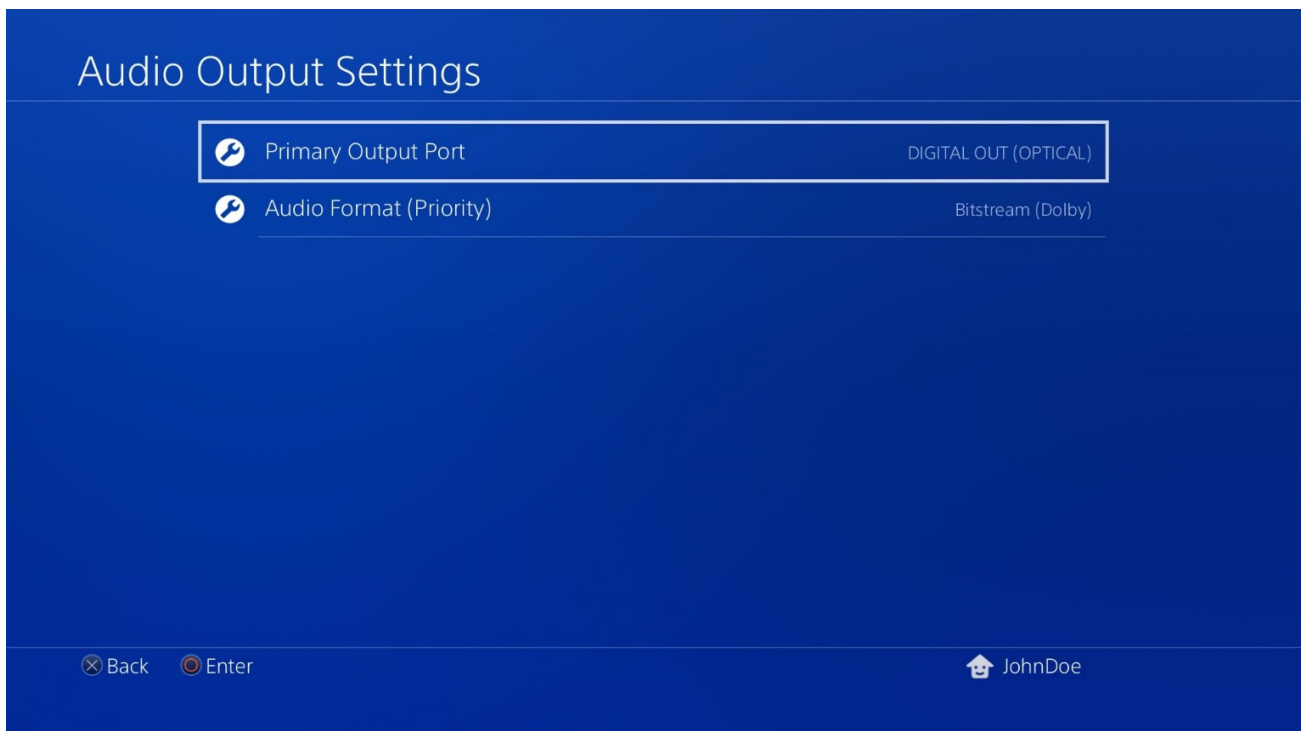 Audio Output Settings
Primary Output Port DIGITAL OUT (OPTICAL)
Audio Format (Priority) Bitstream (Dolby)
Back Enter JohnDoe